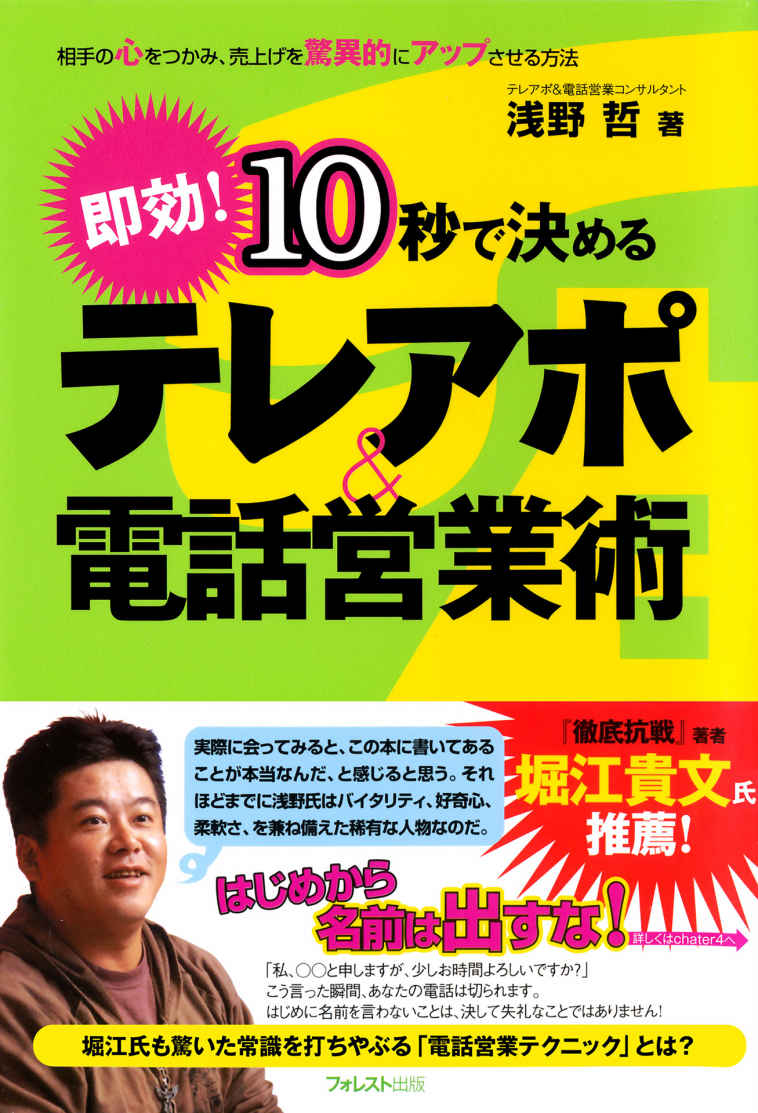 相手の心をつかみ、売上げを驚異的にアップさせる方法
テレアポ&電話営業コンサルタント
浅野 哲 著
即効!
10秒で決める
テレアポ
&
電話営業術
『徹底抗戦』著者
堀江貴文氏
推薦!
実際に会ってみると、この本に書いてある
ことが本当なんだ、と感じると思う。それ
ほどまでに浅野氏はバイタリティ、好奇心、
柔軟さ、を兼ね備えた稀有な人物なのだ。
はじめから
名前は出すな!
詳しくはchater4へ
「私、○○と申しますが、少しお時間よろしいですか?」
こう言った瞬間、あなたの電話は切られます。
はじめに名前を言わないことは、決して失礼なことではありません!
堀江氏も驚いた常識を打ちやぶる「電話営業テクニック」とは?
フォレスト出版